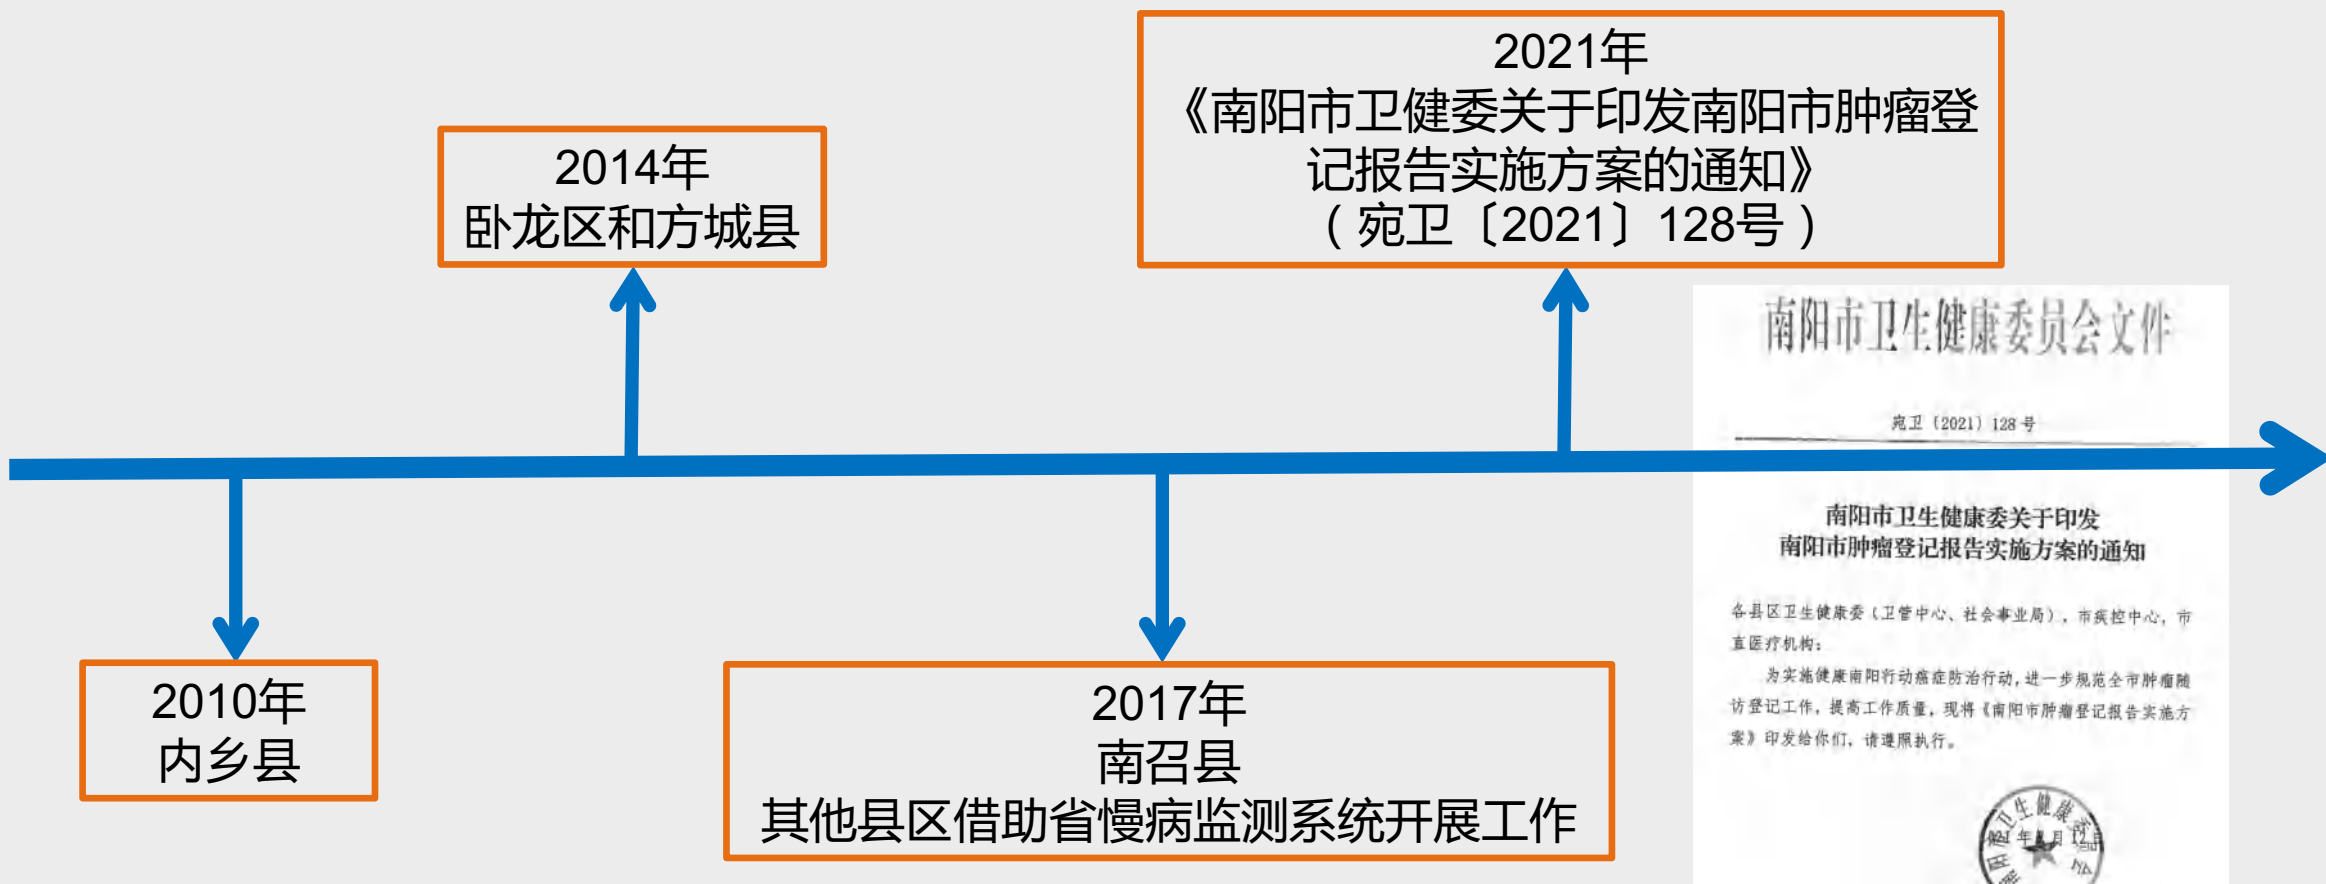 2021年
《南阳市卫健委关于印发南阳市肿瘤登
记报告实施方案的通知》
（宛卫〔2021〕128号）
2014年
卧龙区和方城县
2010年
内乡县
2017年
南召县
其他县区借助省慢病监测系统开展工作
南阳市卫生健康委员会文件
宛卫〔2021〕128号
南阳市卫生健康委关于印发
南阳市肿瘤登记报告实施方案的通知
各县区卫生健康委（卫管中心、社会事业局），市疾控中心，市
直医疗机构：
为实施健康南阳行动癌症防治行动，进一步规范全市肿瘤随
访登记工作，提高工作质量，现将《南阳市肿瘤登记报告实施方
案》印发给你们，请遵照执行。